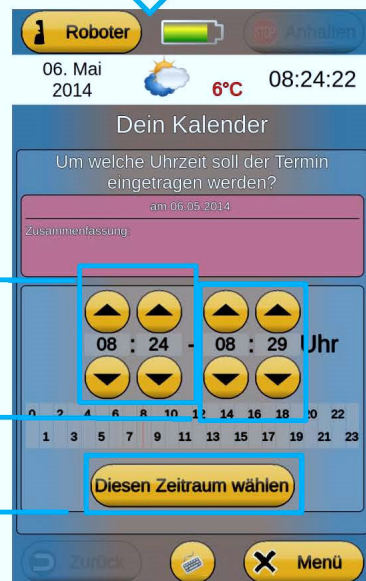 Roboter
STOP Anhalten
06. Mai
2014
6°C
08:24:22
Dein Kalender
Um welche Uhrzeit soll der Termin
eingetragen werden?
am 06.05.2014
Zusammenfassung:
08 : 24 - 08 : 29 Uhr
0 2 4 6 8 10 12 14 16 18 20 22
1 3 5 7 9 11 13 15 17 19 21 23
Diesen Zeitraum wählen
Zurück
Menü